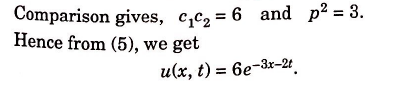 Comparison gives, c₁c₂ = 6 and p² = 3.
Hence from (5), we get
u(x, t) = 6e⁻³ˣ⁻²ᵗ.